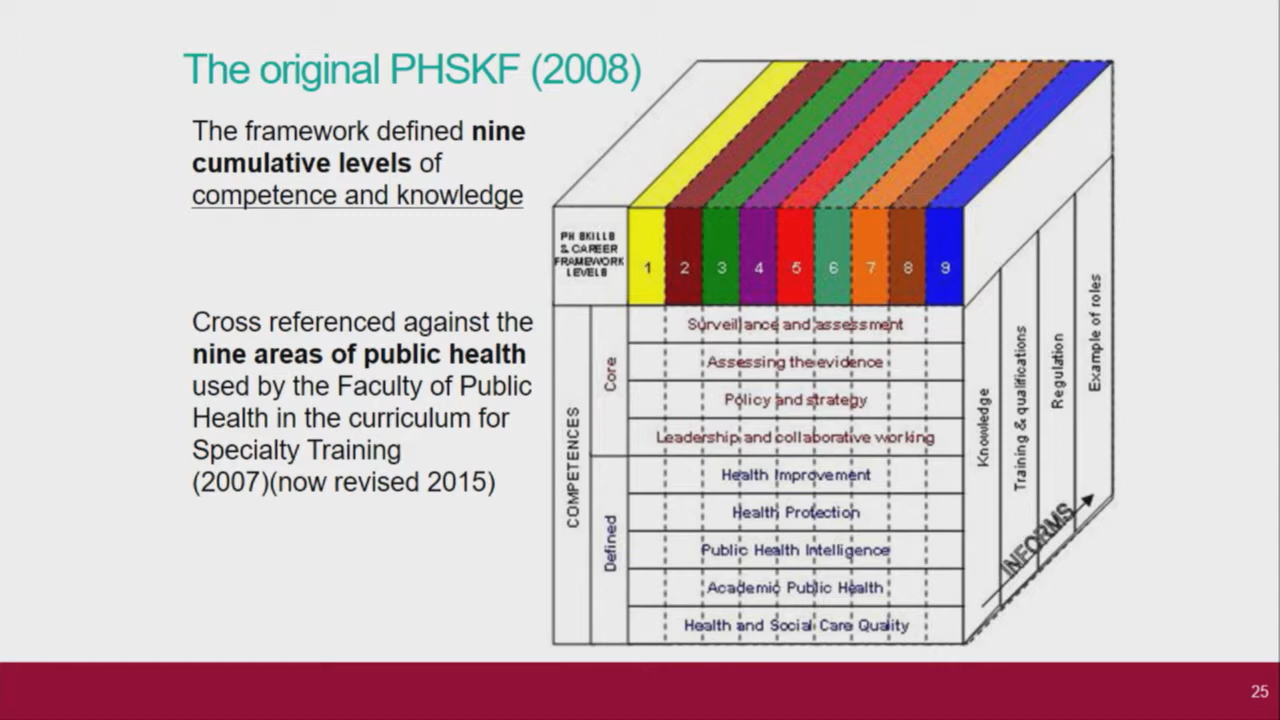 The original PHSKF (2008)
The framework defined nine
cumulative levels of
competence and knowledge
Cross referenced against the
nine areas of public health
used by the Faculty of Public
Health in the curriculum for
Specialty Training
(2007)(now revised 2015)
PH SKILLS
& CAREER
FRAMEWORK
LEVELS
1 2 3 4 5 6 7 8 9
COMPETENCES
Core
Surveillance and assessment
Assessing the evidence
Policy and strategy
Leadership and collaborative working
Defined
Health Improvement
Health Protection
Public Health Intelligence
Academic Public Health
Health and Social Care Quality
Knowledge
Training & qualifications
Regulation
Example of roles
INFORMS
25